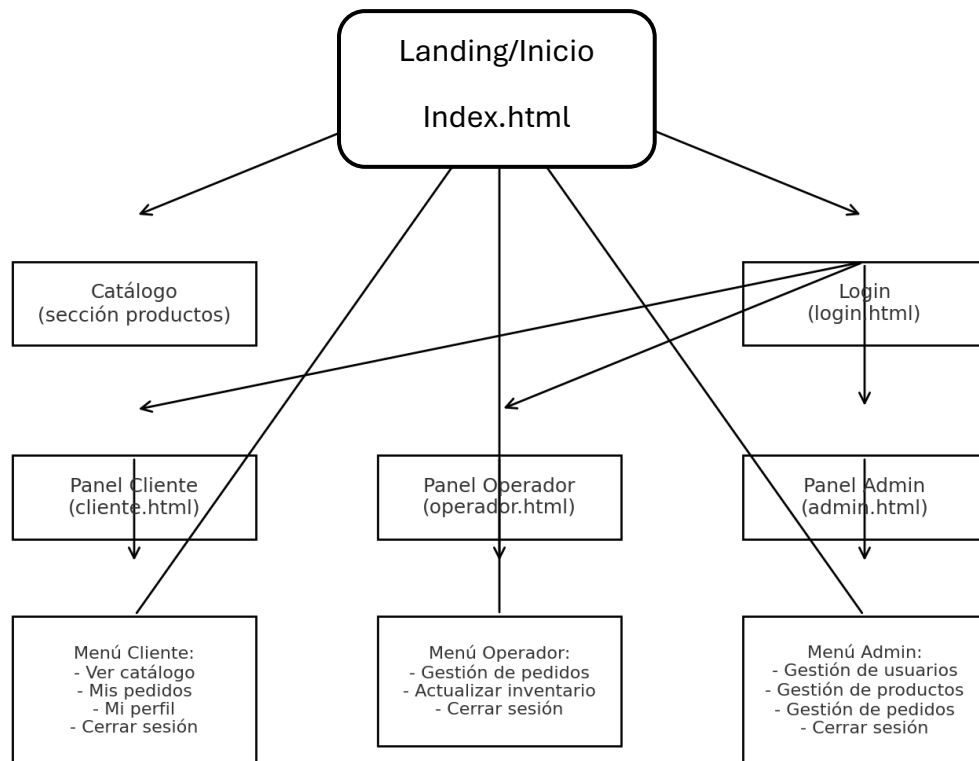 Landing/Inicio
Index.html
Catálogo
(sección productos)
Login
(login.html)
Panel Cliente
(cliente.html)
Panel Operador
(operador.html)
Panel Admin
(admin.html)
Menú Cliente:
- Ver catálogo
- Mis pedidos
- Mi perfil
- Cerrar sesión
Menú Operador:
- Gestión de pedidos
- Actualizar inventario
- Cerrar sesión
Menú Admin:
- Gestión de usuarios
- Gestión de productos
- Gestión de pedidos
- Cerrar sesión